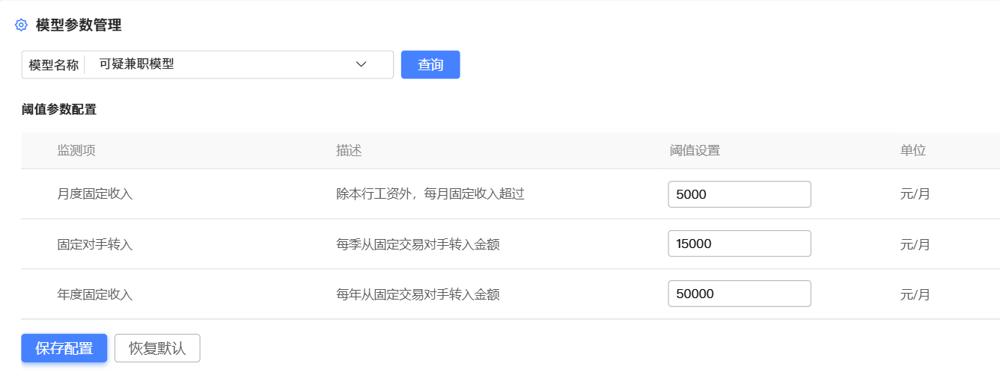 模型参数管理
模型名称 可疑兼职模型 查询
阈值参数配置
监测项 描述 阈值设置 单位
月度固定收入 除本行工资外，每月固定收入超过 5000 元/月
固定对手转入 每季从固定交易对手转入金额 15000 元/月
年度固定收入 每年从固定交易对手转入金额 50000 元/月
保存配置 恢复默认